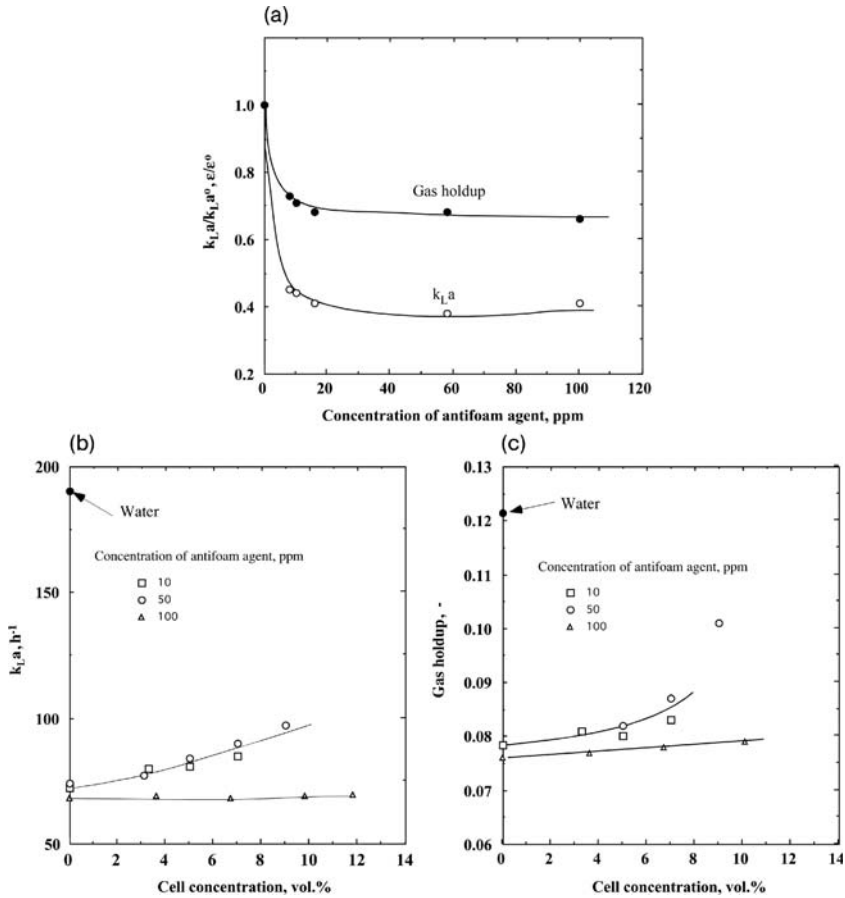 (a)
k_La/k_La°, ε/ε°
1.0
0.8
0.6
0.4
0.2
Gas holdup
k_La
0 20 40 60 80 100 120
Concentration of antifoam agent, ppm
(b)
k_La, h⁻¹
200
150
100
50
Water
Concentration of antifoam agent, ppm
10
50
100
0 2 4 6 8 10 12 14
Cell concentration, vol.%
(c)
Gas holdup, -
0.13
0.12
0.11
0.10
0.09
0.08
0.07
0.06
Water
Concentration of antifoam agent, ppm
10
50
100
0 2 4 6 8 10 12 14
Cell concentration, vol.%